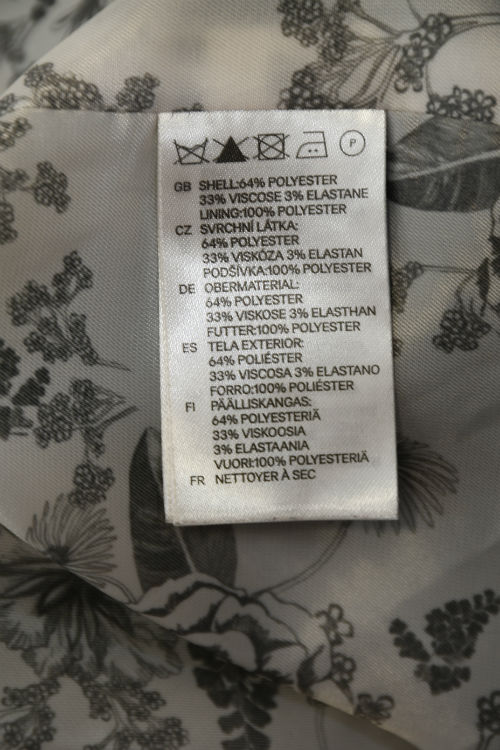 P
GB SHELL:64% POLYESTER
33% VISCOSE 3% ELASTANE
LINING:100% POLYESTER
CZ SVRCHNÍ LÁTKA:
64% POLYESTER
33% VISKÓZA 3% ELASTAN
PODŠÍVKA:100% POLYESTER
DE OBERMATERIAL:
64% POLYESTER
33% VISKOSE 3% ELASTHAN
FUTTER:100% POLYESTER
ES TELA EXTERIOR:
64% POLIÉSTER
33% VISCOSA 3% ELASTANO
FORRO:100% POLIÉSTER
FI PÄÄLLISKANGAS:
64% POLYESTERIÄ
33% VISKOOSIA
3% ELASTAANIA
VUORI:100% POLYESTERIÄ
FR NETTOYER À SEC